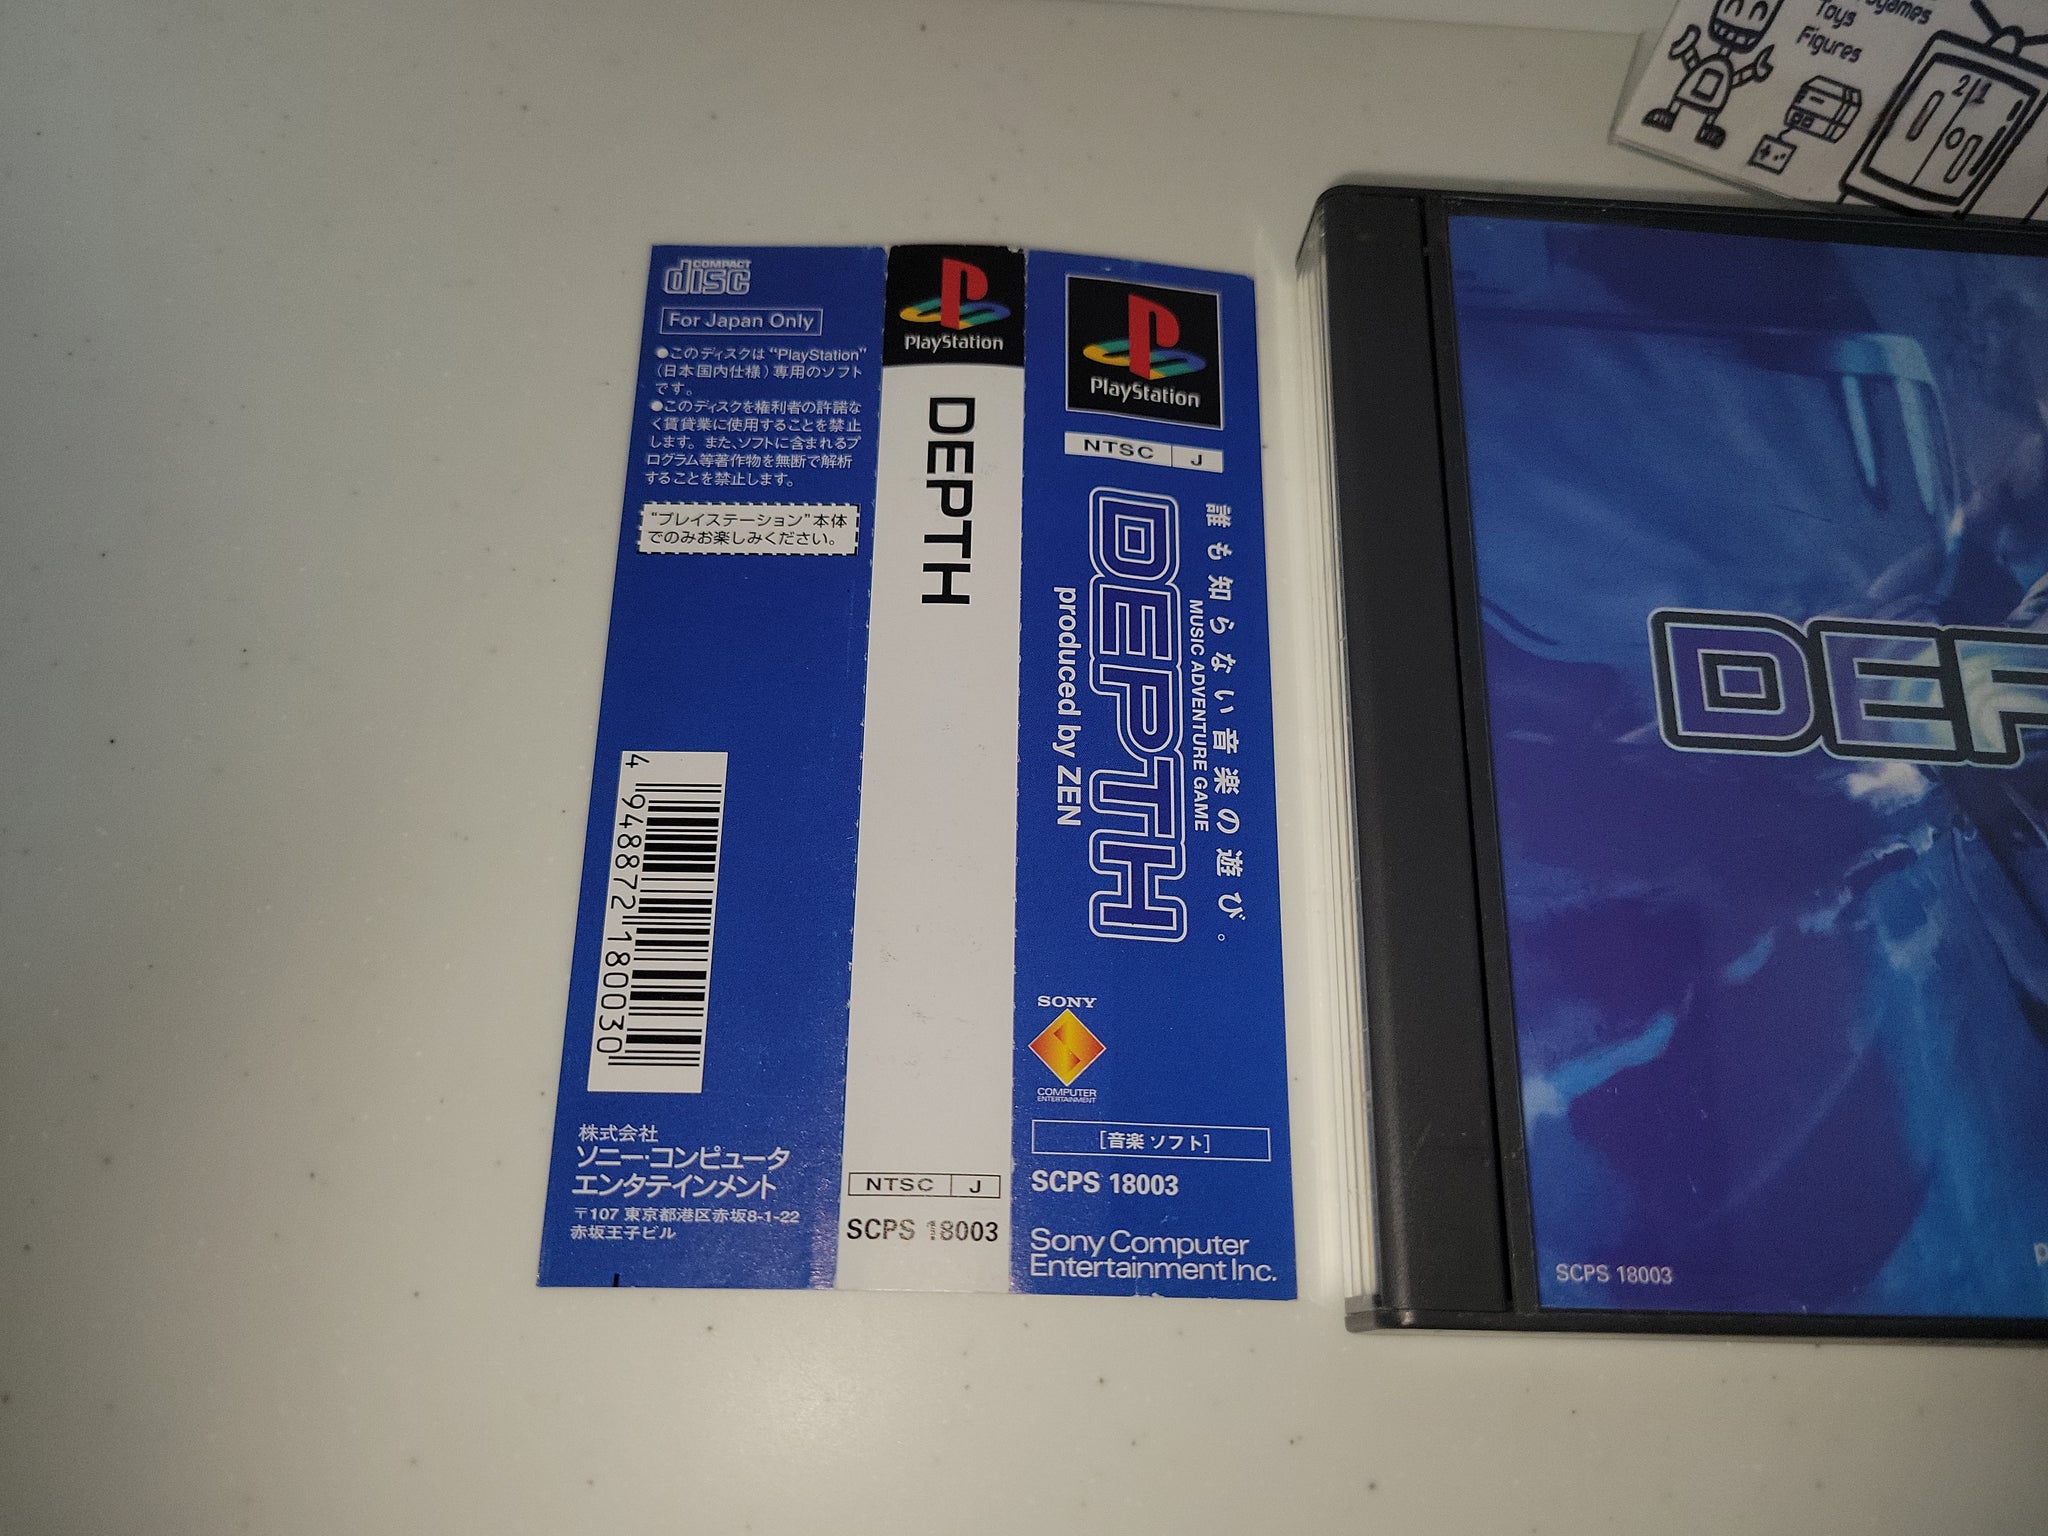 COMPACT
disc
For Japan Only
●このディスクは“PlayStation”
(日本国内仕様)専用のソフト
です。
●このディスクを権利者の許諾な
く賃貸業に使用することを禁止
します。また、ソフトに含まれるプ
ログラム等著作物を無断で解析
することを禁止します。
“プレイステーション”本体
でのみお楽しみください。
4 948872 180030
株式会社
ソニー・コンピュータ
エンタテインメント
〒107 東京都港区赤坂8-1-22
赤坂王子ビル
PlayStation
DEPTH
NTSC J
SCPS 18003
PlayStation
NTSC J
誰も知らない音楽の遊び。
MUSIC ADVENTURE GAME
DEPTH
produced by ZEN
SONY
COMPUTER
ENTERTAINMENT
[音楽 ソフト]
SCPS 18003
Sony Computer
Entertainment Inc.
Toys
Figures
2 1
DEP
SCPS 18003